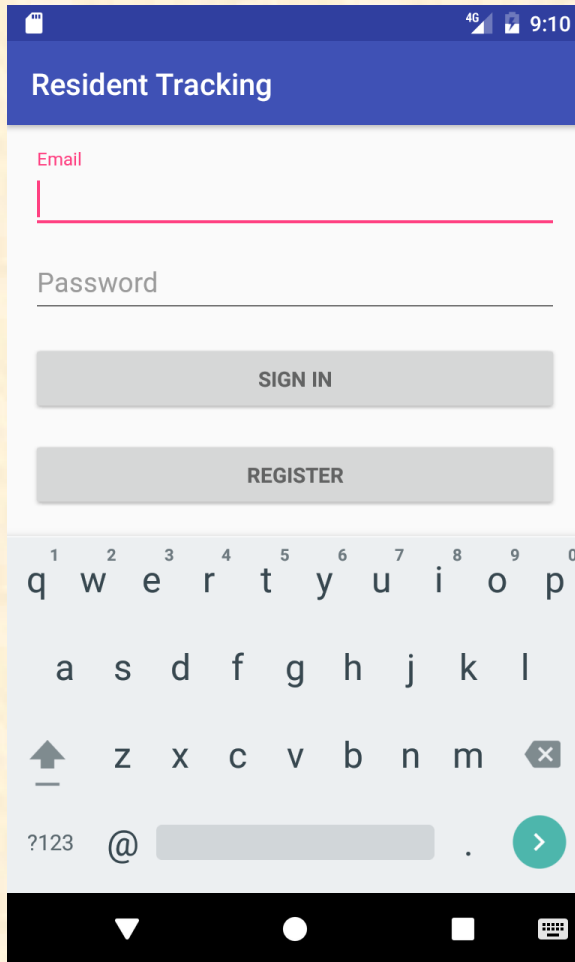 4G 9:10
Resident Tracking
Email
Password
SIGN IN
REGISTER
1 2 3 4 5 6 7 8 9 0
q w e r t y u i o p
a s d f g h j k l
z x c v b n m
?123 @ .